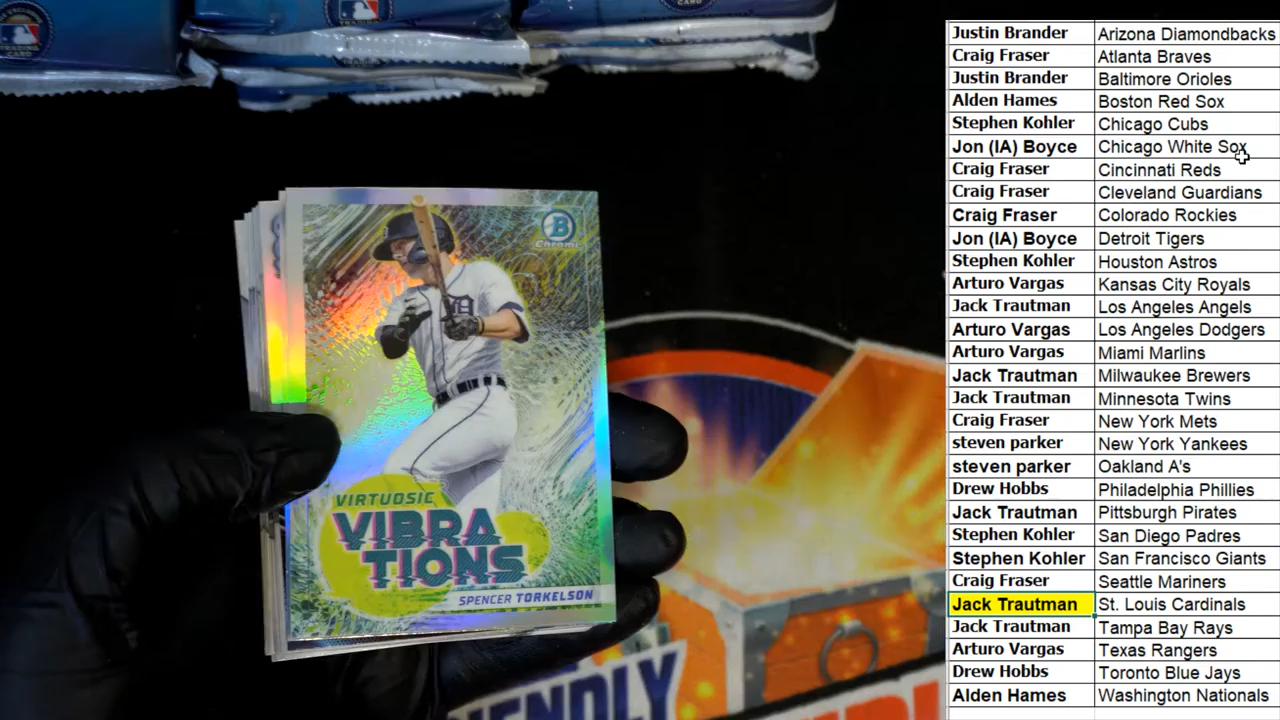 TRADING
CARD
B
Chrome
VIRTUOSIC
VIBRA
TIONS
SPENCER TORKELSON
ENDLY
Justin Brander Arizona Diamondbacks
Craig Fraser Atlanta Braves
Justin Brander Baltimore Orioles
Alden Hames Boston Red Sox
Stephen Kohler Chicago Cubs
Jon (IA) Boyce Chicago White Sox
Craig Fraser Cincinnati Reds
Craig Fraser Cleveland Guardians
Craig Fraser Colorado Rockies
Jon (IA) Boyce Detroit Tigers
Stephen Kohler Houston Astros
Arturo Vargas Kansas City Royals
Jack Trautman Los Angeles Angels
Arturo Vargas Los Angeles Dodgers
Arturo Vargas Miami Marlins
Jack Trautman Milwaukee Brewers
Jack Trautman Minnesota Twins
Craig Fraser New York Mets
steven parker New York Yankees
steven parker Oakland A's
Drew Hobbs Philadelphia Phillies
Jack Trautman Pittsburgh Pirates
Stephen Kohler San Diego Padres
Stephen Kohler San Francisco Giants
Craig Fraser Seattle Mariners
Jack Trautman St. Louis Cardinals
Jack Trautman Tampa Bay Rays
Arturo Vargas Texas Rangers
Drew Hobbs Toronto Blue Jays
Alden Hames Washington Nationals